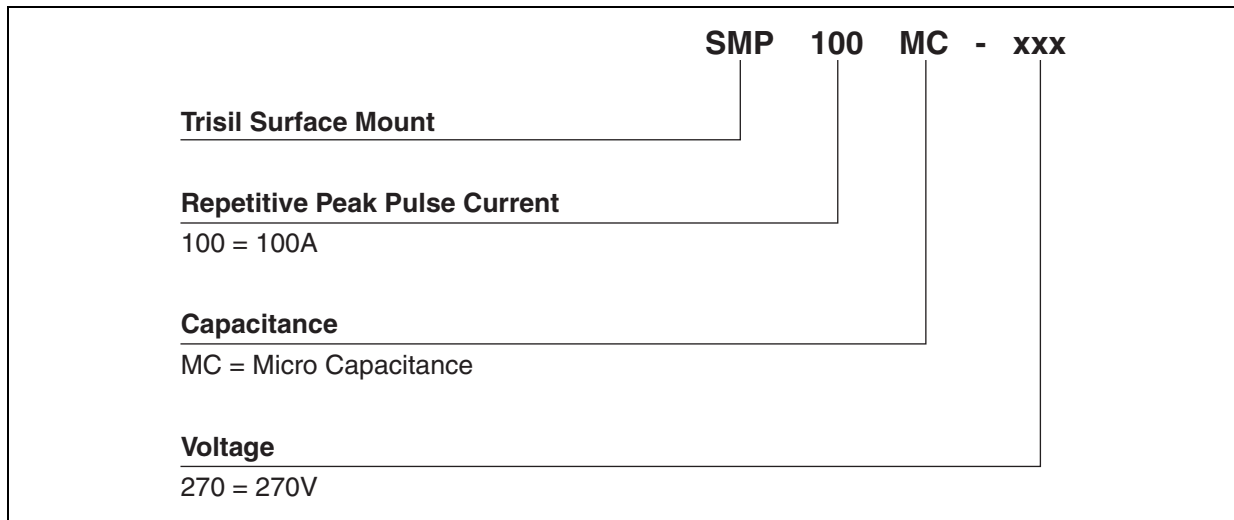 SMP 100 MC - xxx
Trisil Surface Mount
Repetitive Peak Pulse Current
100 = 100A
Capacitance
MC = Micro Capacitance
Voltage
270 = 270V